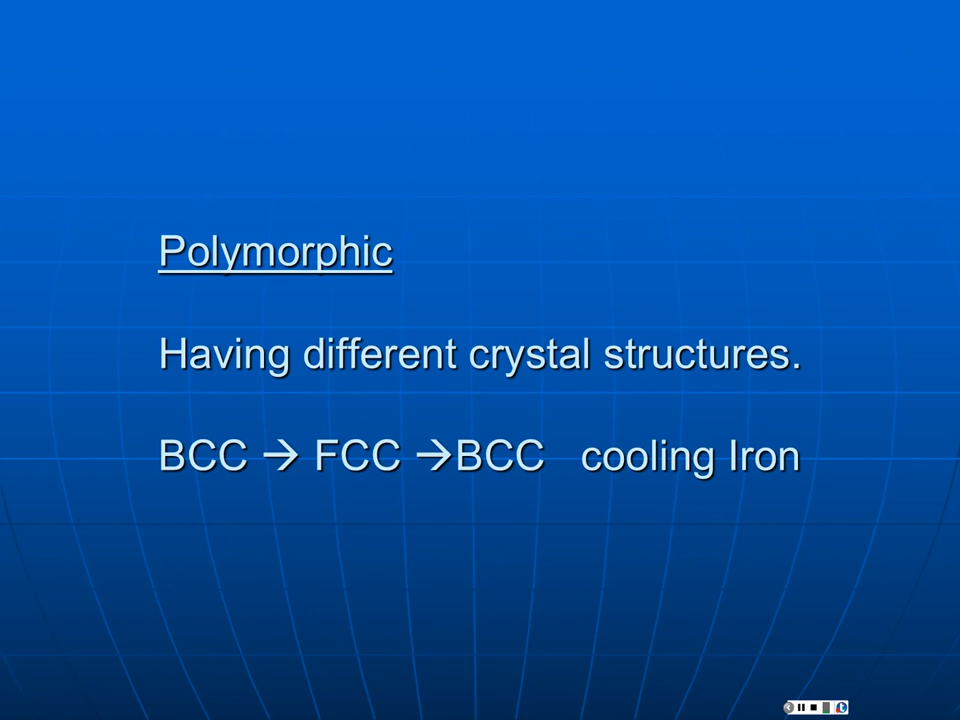 Polymorphic
Having different crystal structures.
BCC → FCC →BCC cooling Iron